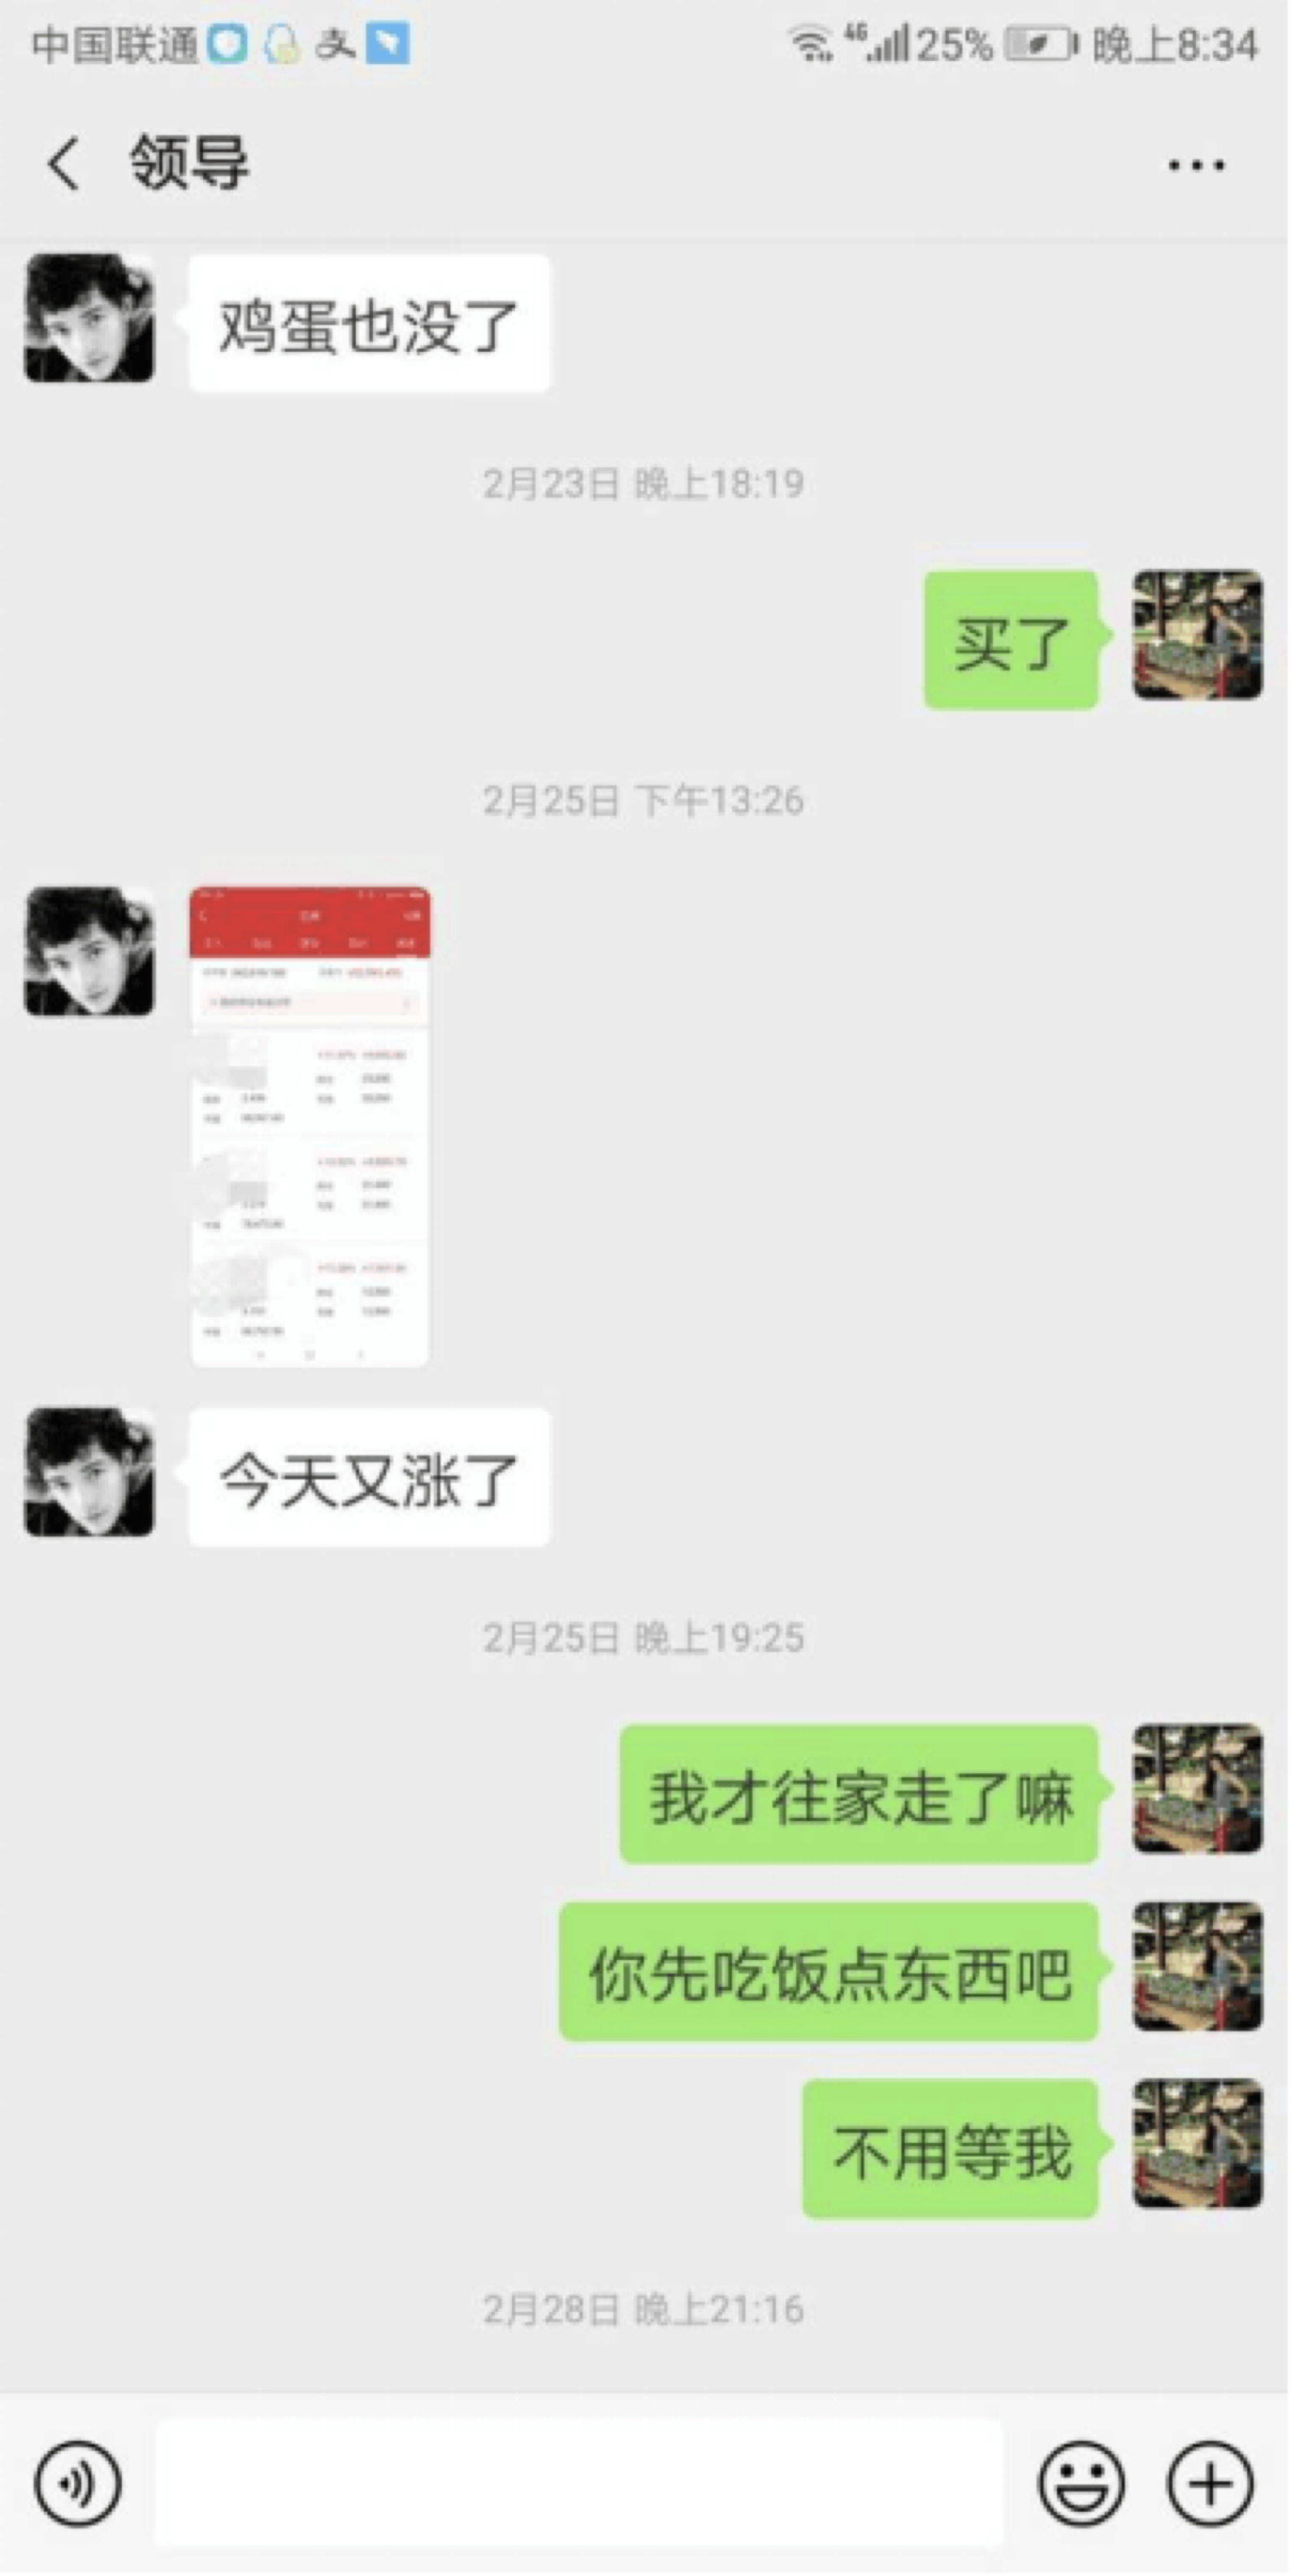 中国联通 支 4G 25% 晚上8:34
领导
鸡蛋也没了
2月23日 晚上18:19
买了
2月25日 下午13:26
今天又涨了
2月25日 晚上19:25
我才往家走了嘛
你先吃饭点东西吧
不用等我
2月28日 晚上21:16